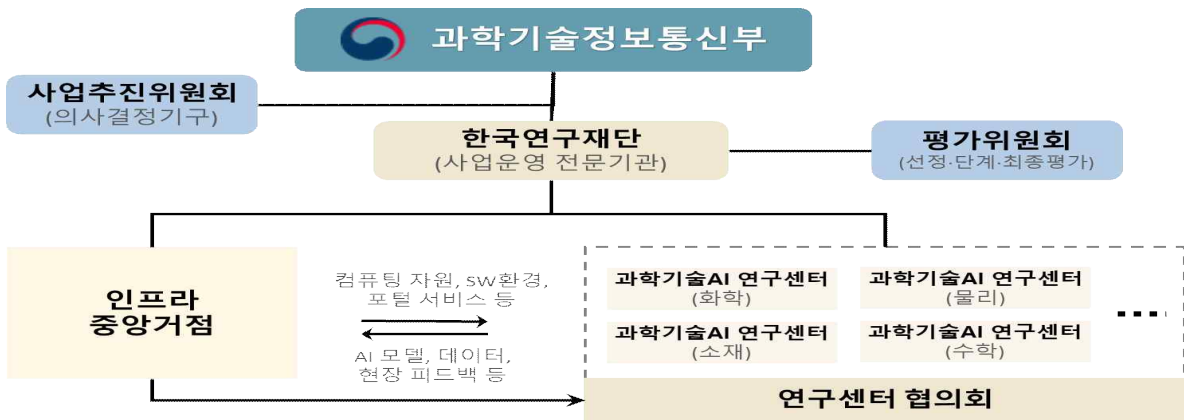 과학기술정보통신부
사업추진위원회
(의사결정기구)
한국연구재단
(사업운영 전문기관)
평가위원회
(선정·단계·최종평가)
인프라
중앙거점
컴퓨팅 자원, SW환경,
포털 서비스 등
AI 모델, 데이터,
현장 피드백 등
과학기술AI 연구센터
(화학)
과학기술AI 연구센터
(물리)
과학기술AI 연구센터
(소재)
과학기술AI 연구센터
(수학)
연구센터 협의회